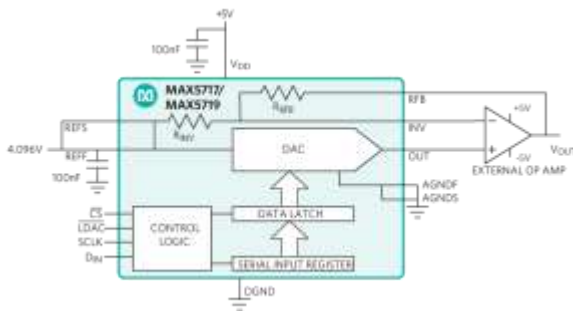 +5V
100nF
VDD
MAX5717/
MAX5719
RFB
RFB
REFS
RINV
INV
+5V
4.096V
REFF
DAC
OUT
-5V
VOUT
EXTERNAL OP AMP
100nF
AGNDF
AGNDS
CS
LDAC
SCLK
DIN
CONTROL
LOGIC
DATA LATCH
SERIAL INPUT REGISTER
DGND